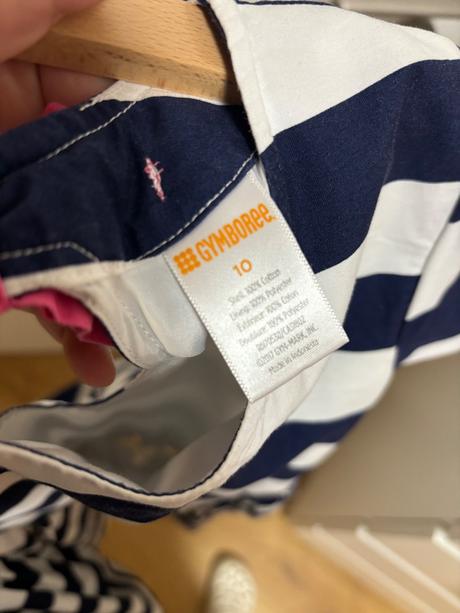 GYMBOREE
10
Shell: 100% Cotton
Lining: 100% Polyester
Extérieur: 100% Coton
Doublure: 100% Polyester
©2017 GYM-MARK, INC.
Made in Indonesia